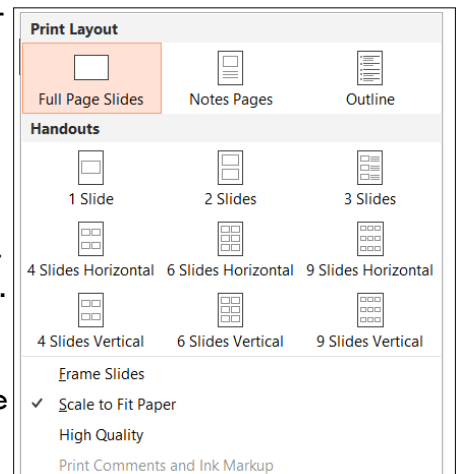 Print Layout
Full Page Slides Notes Pages Outline
Handouts
1 Slide 2 Slides 3 Slides
4 Slides Horizontal 6 Slides Horizontal 9 Slides Horizontal
4 Slides Vertical 6 Slides Vertical 9 Slides Vertical
Frame Slides
e
✓ Scale to Fit Paper
High Quality
Print Comments and Ink Markup